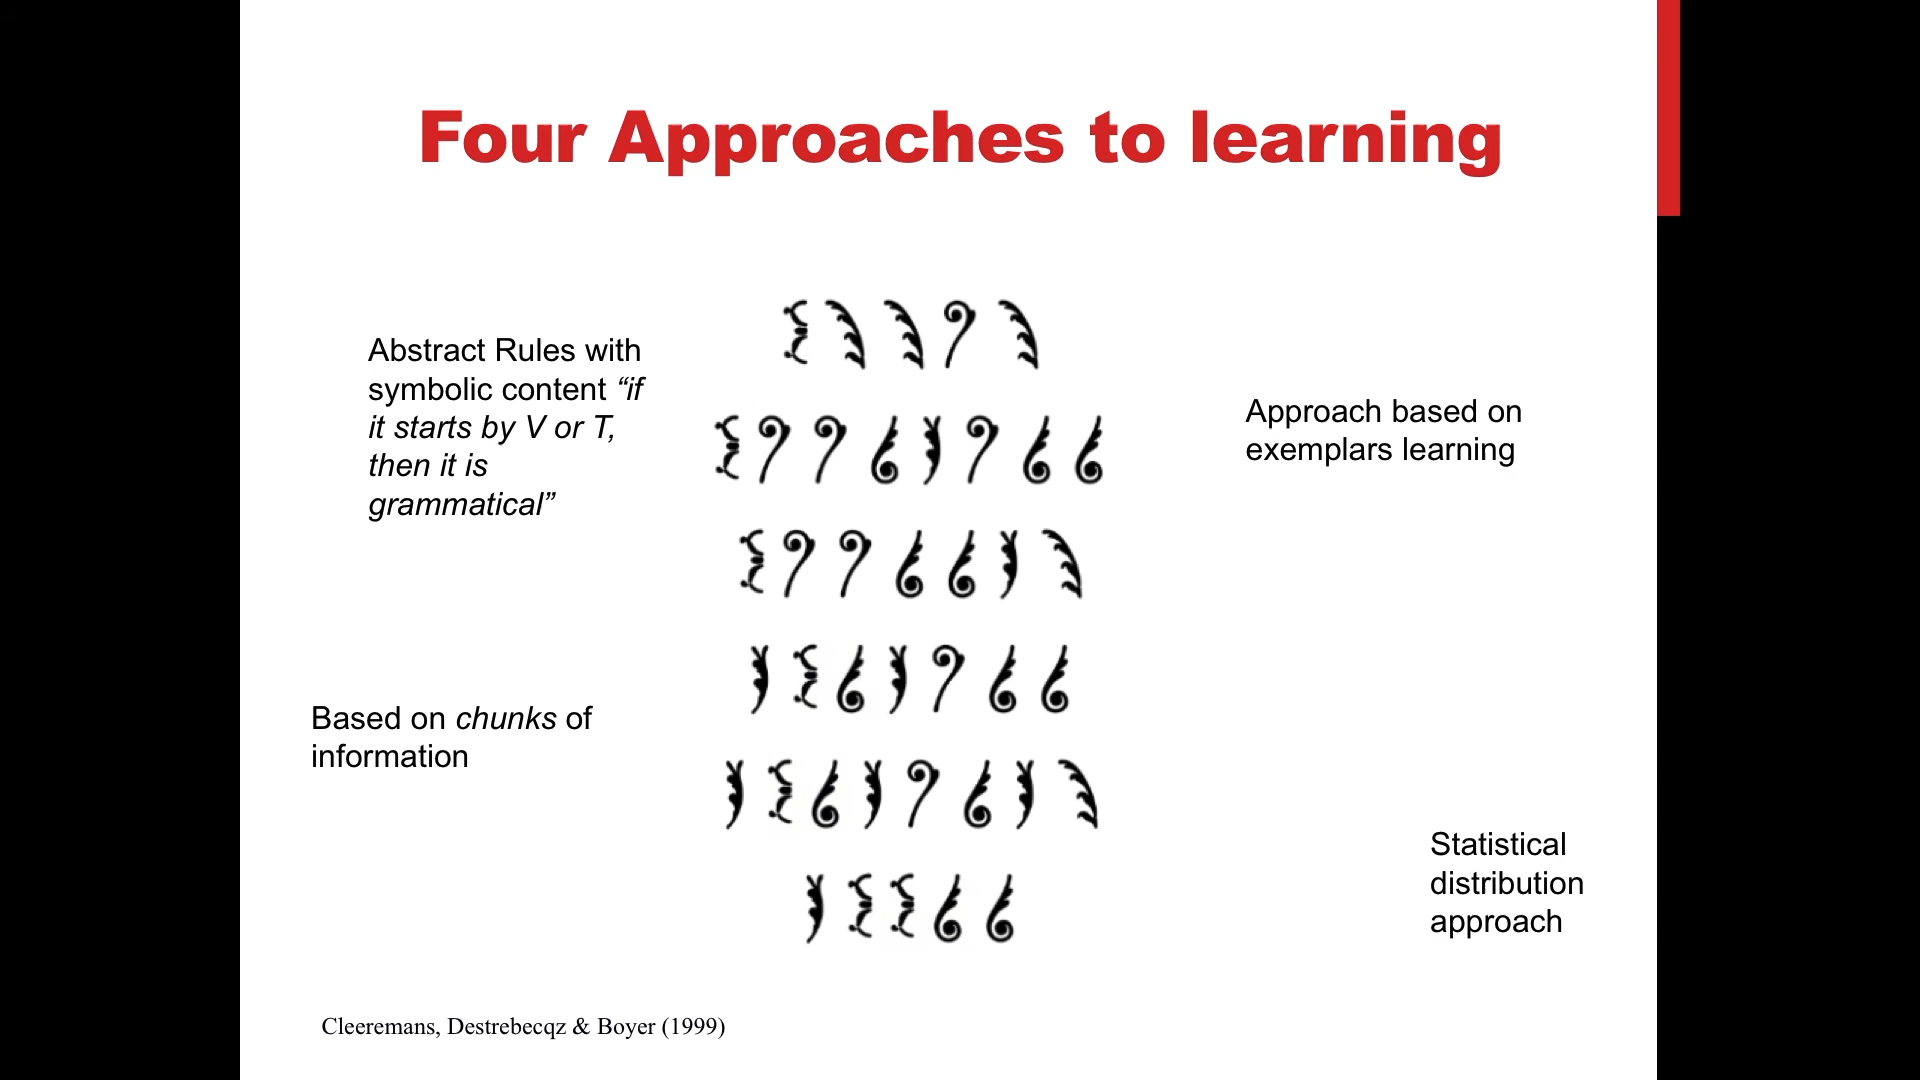 Four Approaches to learning
Abstract Rules with
symbolic content “if
it starts by V or T,
then it is
grammatical”
Approach based on
exemplars learning
Based on chunks of
information
Statistical
distribution
approach
Cleeremans, Destrebecqz & Boyer (1999)